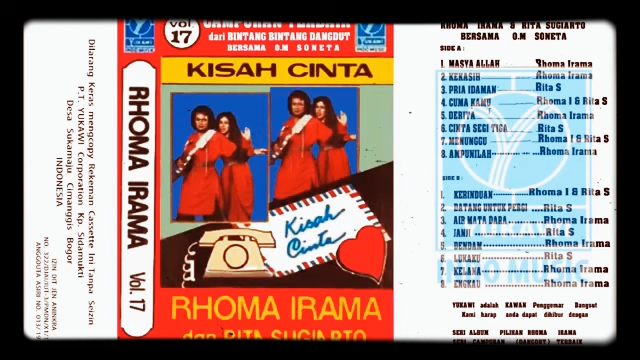 Dilarang Keras mengcopy Rekeman Cassette Ini Tanpa Seizin
P.T. YUKAWI Corporation Kp. Sidamukti
Desa Sukamaju Cimanggus Bogor
INDONESIA
RHOMA IRAMA Vol. 17
vol
17
CAMPURAN TERBAIK
dari BINTANG BINTANG DANGDUT
BERSAMA O.M SONETA
KISAH CINTA
Kisah
Cinta
RHOMA IRAMA
dan RITA SUGIARTO
RHOMA IRAMA & RITA SUGIARTO
BERSAMA O.M SONETA
SIDE A :
1. MASYA ALLAH Rhoma Irama
2. KEKASIH Rhoma Irama
3. PRIA IDAMAN Rita S
4. CUMA KAMU Rhoma I & Rita S
5. DERITA Rhoma Irama
6. CINTA SEGI TIGA Rita S
7. MENUNGGU Rhoma I & Rita S
8. AMPUNILAH Rhoma Irama
SIDE B :
1. KERINDUAN Rhoma I & Rita S
2. DATANG UNTUK PERGI Rita S
3. AIR MATA DARA Rhoma Irama
4. JANJI Rita S
5. DENDAM Rhoma Irama
6. LUKAKU Rita S
7. KELANA Rhoma Irama
8. ENGKAU Rhoma Irama
YUKAWI adalah KAWAN Penggemar Dangdut
Kami harap anda dapat dihibur dengan
SERI ALBUM PILIHAN RHOMA IRAMA
SERI CAMPURAN (DANGDUT) TERBAIK